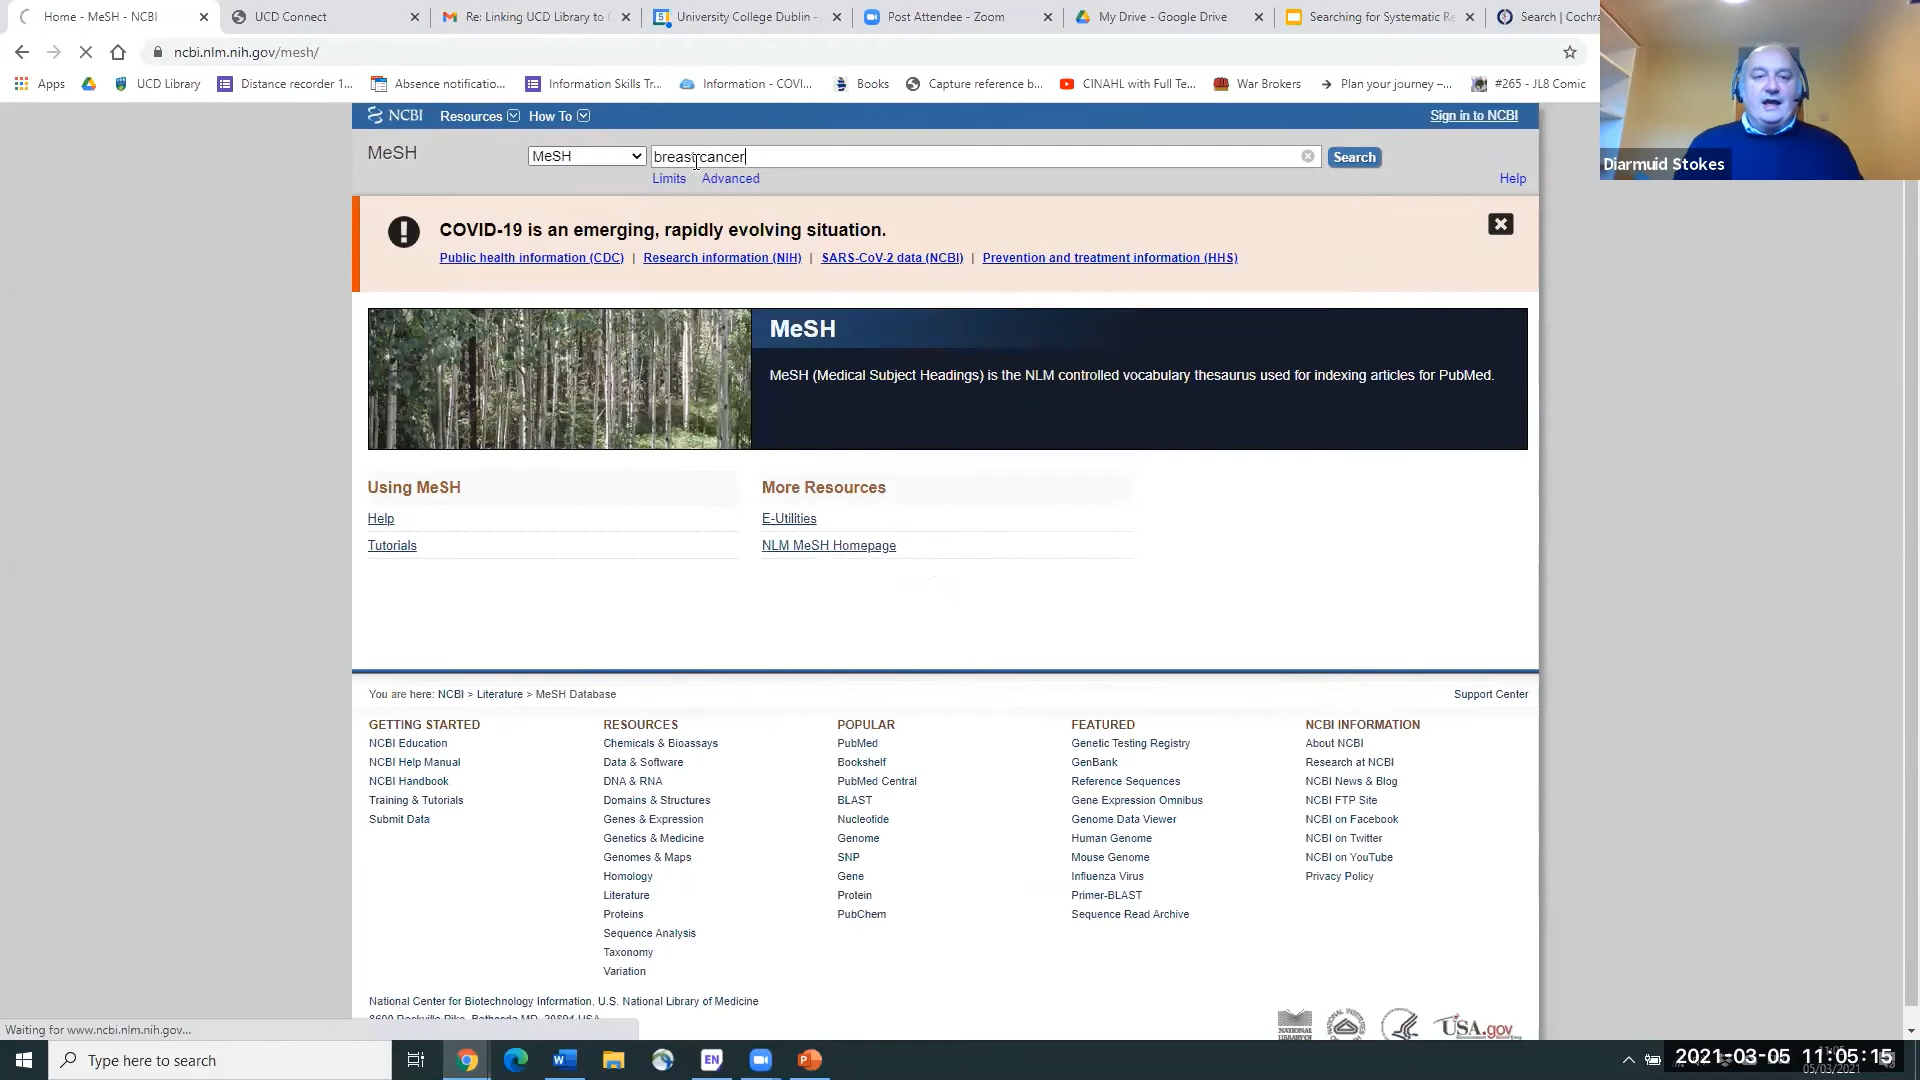 Home - MeSH - NCBI
UCD Connect
Re: Linking UCD Library to
University College Dublin -
Post Attendee - Zoom
My Drive - Google Drive
Searching for Systematic Re
Search | Cochra
ncbi.nlm.nih.gov/mesh/
Apps
UCD Library
Distance recorder 1...
Absence notificatio...
Information Skills Tr...
Information - COVI...
Books
Capture reference b...
CINAHL with Full Te...
War Brokers
Plan your journey –...
#265 - JL8 Comic
Diarmuid Stokes
NCBI Resources How To
Sign in to NCBI
MeSH
MeSH
breast cancer
Search
Limits Advanced
Help
COVID-19 is an emerging, rapidly evolving situation.
Public health information (CDC) | Research information (NIH) | SARS-CoV-2 data (NCBI) | Prevention and treatment information (HHS)
MeSH
MeSH (Medical Subject Headings) is the NLM controlled vocabulary thesaurus used for indexing articles for PubMed.
Using MeSH
Help
Tutorials
More Resources
E-Utilities
NLM MeSH Homepage
You are here: NCBI > Literature > MeSH Database
Support Center
GETTING STARTED
NCBI Education
NCBI Help Manual
NCBI Handbook
Training & Tutorials
Submit Data
RESOURCES
Chemicals & Bioassays
Data & Software
DNA & RNA
Domains & Structures
Genes & Expression
Genetics & Medicine
Genomes & Maps
Homology
Literature
Proteins
Sequence Analysis
Taxonomy
Variation
POPULAR
PubMed
Bookshelf
PubMed Central
BLAST
Nucleotide
Genome
SNP
Gene
Protein
PubChem
FEATURED
Genetic Testing Registry
GenBank
Reference Sequences
Gene Expression Omnibus
Genome Data Viewer
Human Genome
Mouse Genome
Influenza Virus
Primer-BLAST
Sequence Read Archive
NCBI INFORMATION
About NCBI
Research at NCBI
NCBI News & Blog
NCBI FTP Site
NCBI on Facebook
NCBI on Twitter
NCBI on YouTube
Privacy Policy
National Center for Biotechnology Information, U.S. National Library of Medicine
8600 Rockville Pike, Bethesda MD, 20894 USA
USA.gov
Waiting for www.ncbi.nlm.nih.gov...
Type here to search
EN
2021-03-05 11:05:15
05/03/2021